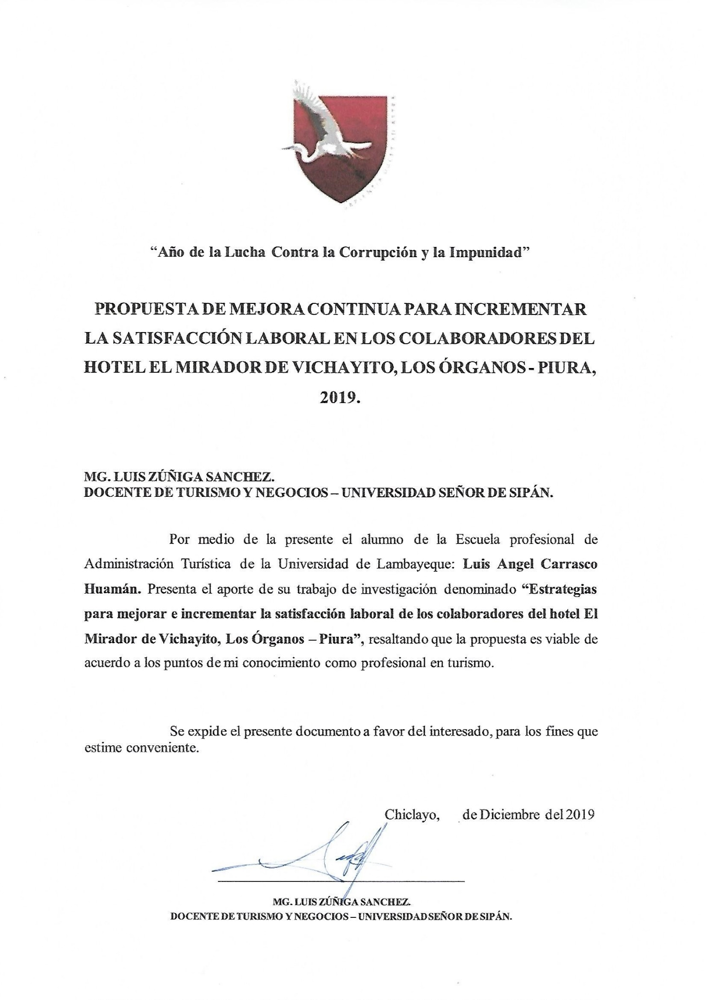 “Año de la Lucha Contra la Corrupción y la Impunidad”
PROPUESTA DE MEJORA CONTINUA PARA INCREMENTAR
LA SATISFACCIÓN LABORAL EN LOS COLABORADORES DEL
HOTEL EL MIRADOR DE VICHAYITO, LOS ÓRGANOS - PIURA,
2019.
MG. LUIS ZÚÑIGA SANCHEZ.
DOCENTE DE TURISMO Y NEGOCIOS – UNIVERSIDAD SEÑOR DE SIPÁN.
Por medio de la presente el alumno de la Escuela profesional de
Administración Turística de la Universidad de Lambayeque: Luis Angel Carrasco
Huamán. Presenta el aporte de su trabajo de investigación denominado “Estrategias
para mejorar e incrementar la satisfacción laboral de los colaboradores del hotel El
Mirador de Vichayito, Los Órganos – Piura”, resaltando que la propuesta es viable de
acuerdo a los puntos de mi conocimiento como profesional en turismo.
Se expide el presente documento a favor del interesado, para los fines que
estime conveniente.
Chiclayo, de Diciembre del 2019
MG. LUIS ZÚÑIGA SANCHEZ.
DOCENTE DE TURISMO Y NEGOCIOS – UNIVERSIDAD SEÑOR DE SIPÁN.